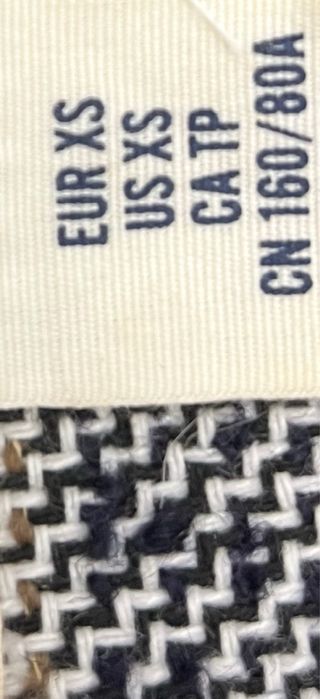 EUR XS
US XS
CA TP
CN 160/80A